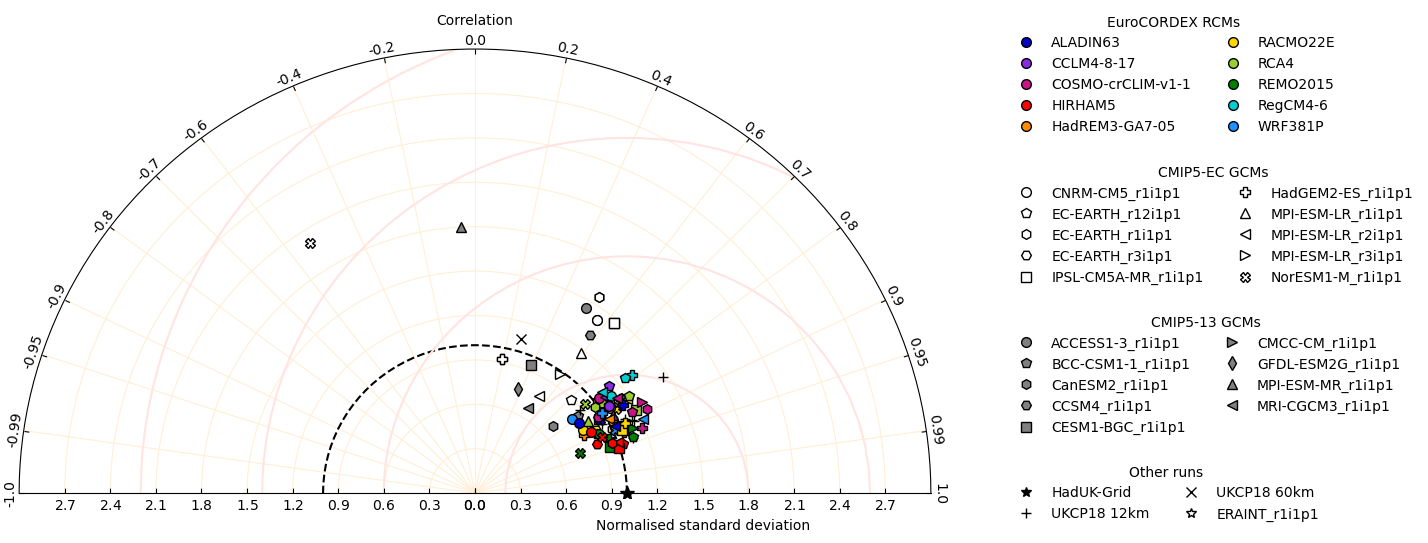 Correlation
-1.0
-0.99
-0.95
-0.9
-0.8
-0.7
-0.6
-0.4
-0.2
0.0
0.2
0.4
0.6
0.7
0.8
0.9
0.95
0.99
1.0
2.7 2.4 2.1 1.8 1.5 1.2 0.9 0.6 0.3 0.0 0.3 0.6 0.9 1.2 1.5 1.8 2.1 2.4 2.7
Normalised standard deviation
EuroCORDEX RCMs
ALADIN63 RACMO22E
CCLM4-8-17 RCA4
COSMO-crCLIM-v1-1 REMO2015
HIRHAM5 RegCM4-6
HadREM3-GA7-05 WRF381P
CMIP5-EC GCMs
CNRM-CM5_r1i1p1 HadGEM2-ES_r1i1p1
EC-EARTH_r12i1p1 MPI-ESM-LR_r1i1p1
EC-EARTH_r1i1p1 MPI-ESM-LR_r2i1p1
EC-EARTH_r3i1p1 MPI-ESM-LR_r3i1p1
IPSL-CM5A-MR_r1i1p1 NorESM1-M_r1i1p1
CMIP5-13 GCMs
ACCESS1-3_r1i1p1 CMCC-CM_r1i1p1
BCC-CSM1-1_r1i1p1 GFDL-ESM2G_r1i1p1
CanESM2_r1i1p1 MPI-ESM-MR_r1i1p1
CCSM4_r1i1p1 MRI-CGCM3_r1i1p1
CESM1-BGC_r1i1p1
Other runs
HadUK-Grid UKCP18 60km
UKCP18 12km ERAINT_r1i1p1